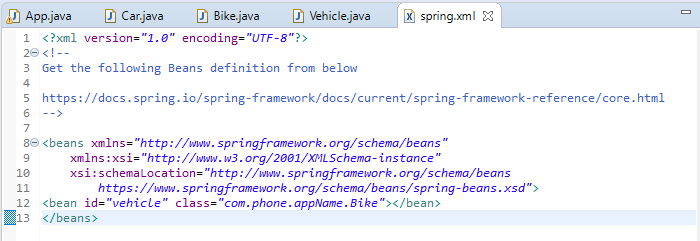 App.java Car.java Bike.java Vehicle.java spring.xml
1 <?xml version="1.0" encoding="UTF-8"?>
2 <!--
3 Get the following Beans definition from below
4
5 https://docs.spring.io/spring-framework/docs/current/spring-framework-reference/core.html
6 -->
7
8 <beans xmlns="http://www.springframework.org/schema/beans"
9 xmlns:xsi="http://www.w3.org/2001/XMLSchema-instance"
10 xsi:schemaLocation="http://www.springframework.org/schema/beans
11 https://www.springframework.org/schema/beans/spring-beans.xsd">
12 <bean id="vehicle" class="com.phone.appName.Bike"></bean>
13 </beans>